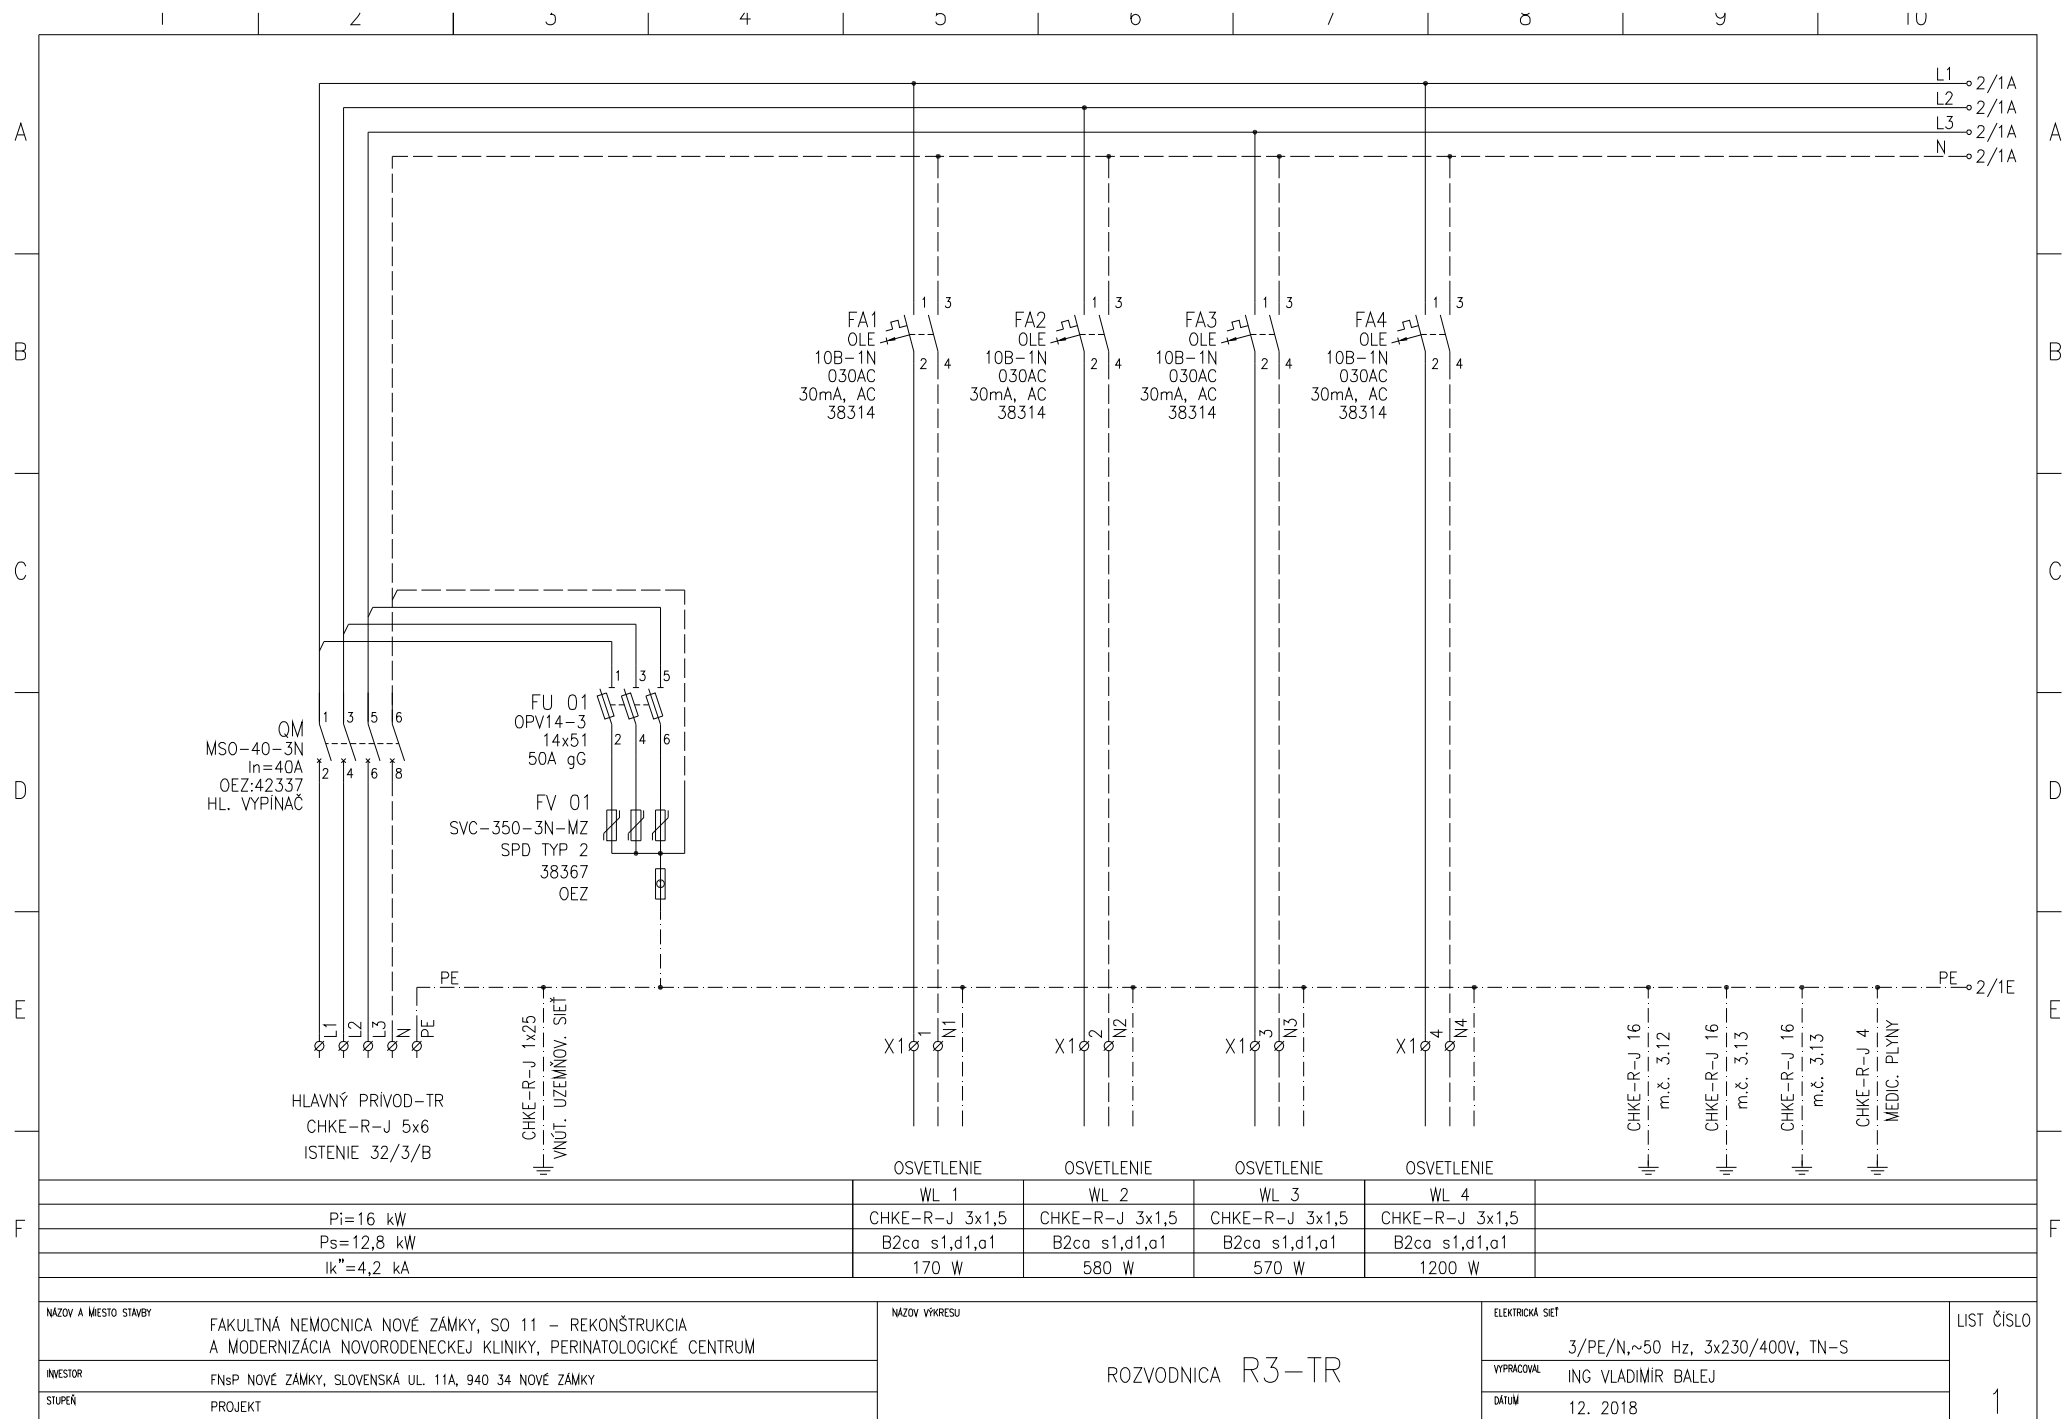 1 2 3 4 5 6 7 8 9 10
L1 2/1A
L2 2/1A
L3 2/1A
N 2/1A
A A
B B
C C
D D
E E
F F
1 3
FA1
OLE
10B-1N
030AC
30mA, AC
38314
2 4
1 3
FA2
OLE
10B-1N
030AC
30mA, AC
38314
2 4
1 3
FA3
OLE
10B-1N
030AC
30mA, AC
38314
2 4
1 3
FA4
OLE
10B-1N
030AC
30mA, AC
38314
2 4
1 3 5 6
QM
MSO-40-3N
In=40A
OEZ:42337
HL. VYPÍNAČ
2 4 6 8
1 3 5
FU 01
OPV14-3
14x51
50A gG
2 4 6
FV 01
SVC-350-3N-MZ
SPD TYP 2
38367
OEZ
PE
PE 2/1E
L1 L2 L3 N PE
HLAVNÝ PRÍVOD-TR
CHKE-R-J 5x6
ISTENIE 32/3/B
CHKE-R-J 1x25
VNÚT. UZEMŇOV. SIEŤ
X1 1 N1
X1 2 N2
X1 3 N3
X1 4 N4
CHKE-R-J 16
m.č. 3.12
CHKE-R-J 16
m.č. 3.13
CHKE-R-J 16
m.č. 3.13
CHKE-R-J 4
MEDIC. PLYNY
OSVETLENIE OSVETLENIE OSVETLENIE OSVETLENIE
WL 1 WL 2 WL 3 WL 4
Pi=16 kW CHKE-R-J 3x1,5 CHKE-R-J 3x1,5 CHKE-R-J 3x1,5 CHKE-R-J 3x1,5
Ps=12,8 kW B2ca s1,d1,a1 B2ca s1,d1,a1 B2ca s1,d1,a1 B2ca s1,d1,a1
Ik"=4,2 kA 170 W 580 W 570 W 1200 W
NÁZOV A MIESTO STAVBY
FAKULTNÁ NEMOCNICA NOVÉ ZÁMKY, SO 11 - REKONŠTRUKCIA
A MODERNIZÁCIA NOVORODENECKEJ KLINIKY, PERINATOLOGICKÉ CENTRUM
INVESTOR
FNsP NOVÉ ZÁMKY, SLOVENSKÁ UL. 11A, 940 34 NOVÉ ZÁMKY
STUPEŇ
PROJEKT
NÁZOV VÝKRESU
ROZVODNICA R3-TR
ELEKTRICKÁ SIEŤ
3/PE/N,~50 Hz, 3x230/400V, TN-S
VYPRACOVAL
ING VLADIMÍR BALEJ
DÁTUM
12. 2018
LIST ČÍSLO
1